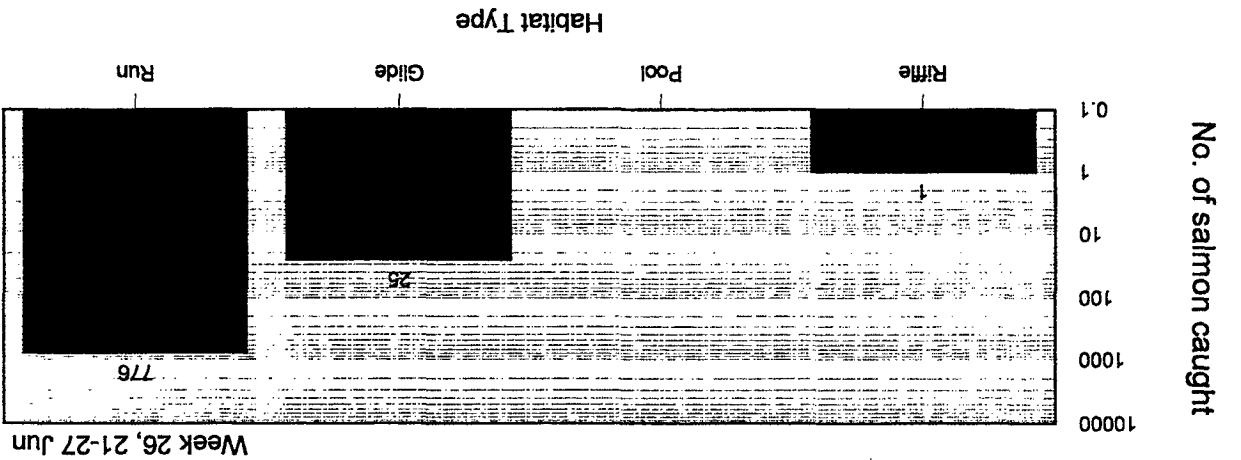 Week 26, 21-27 Jun
No. of salmon caught
10000
1000
100
10
1
0.1
1
25
776
Riffle
Pool
Glide
Run
Habitat Type